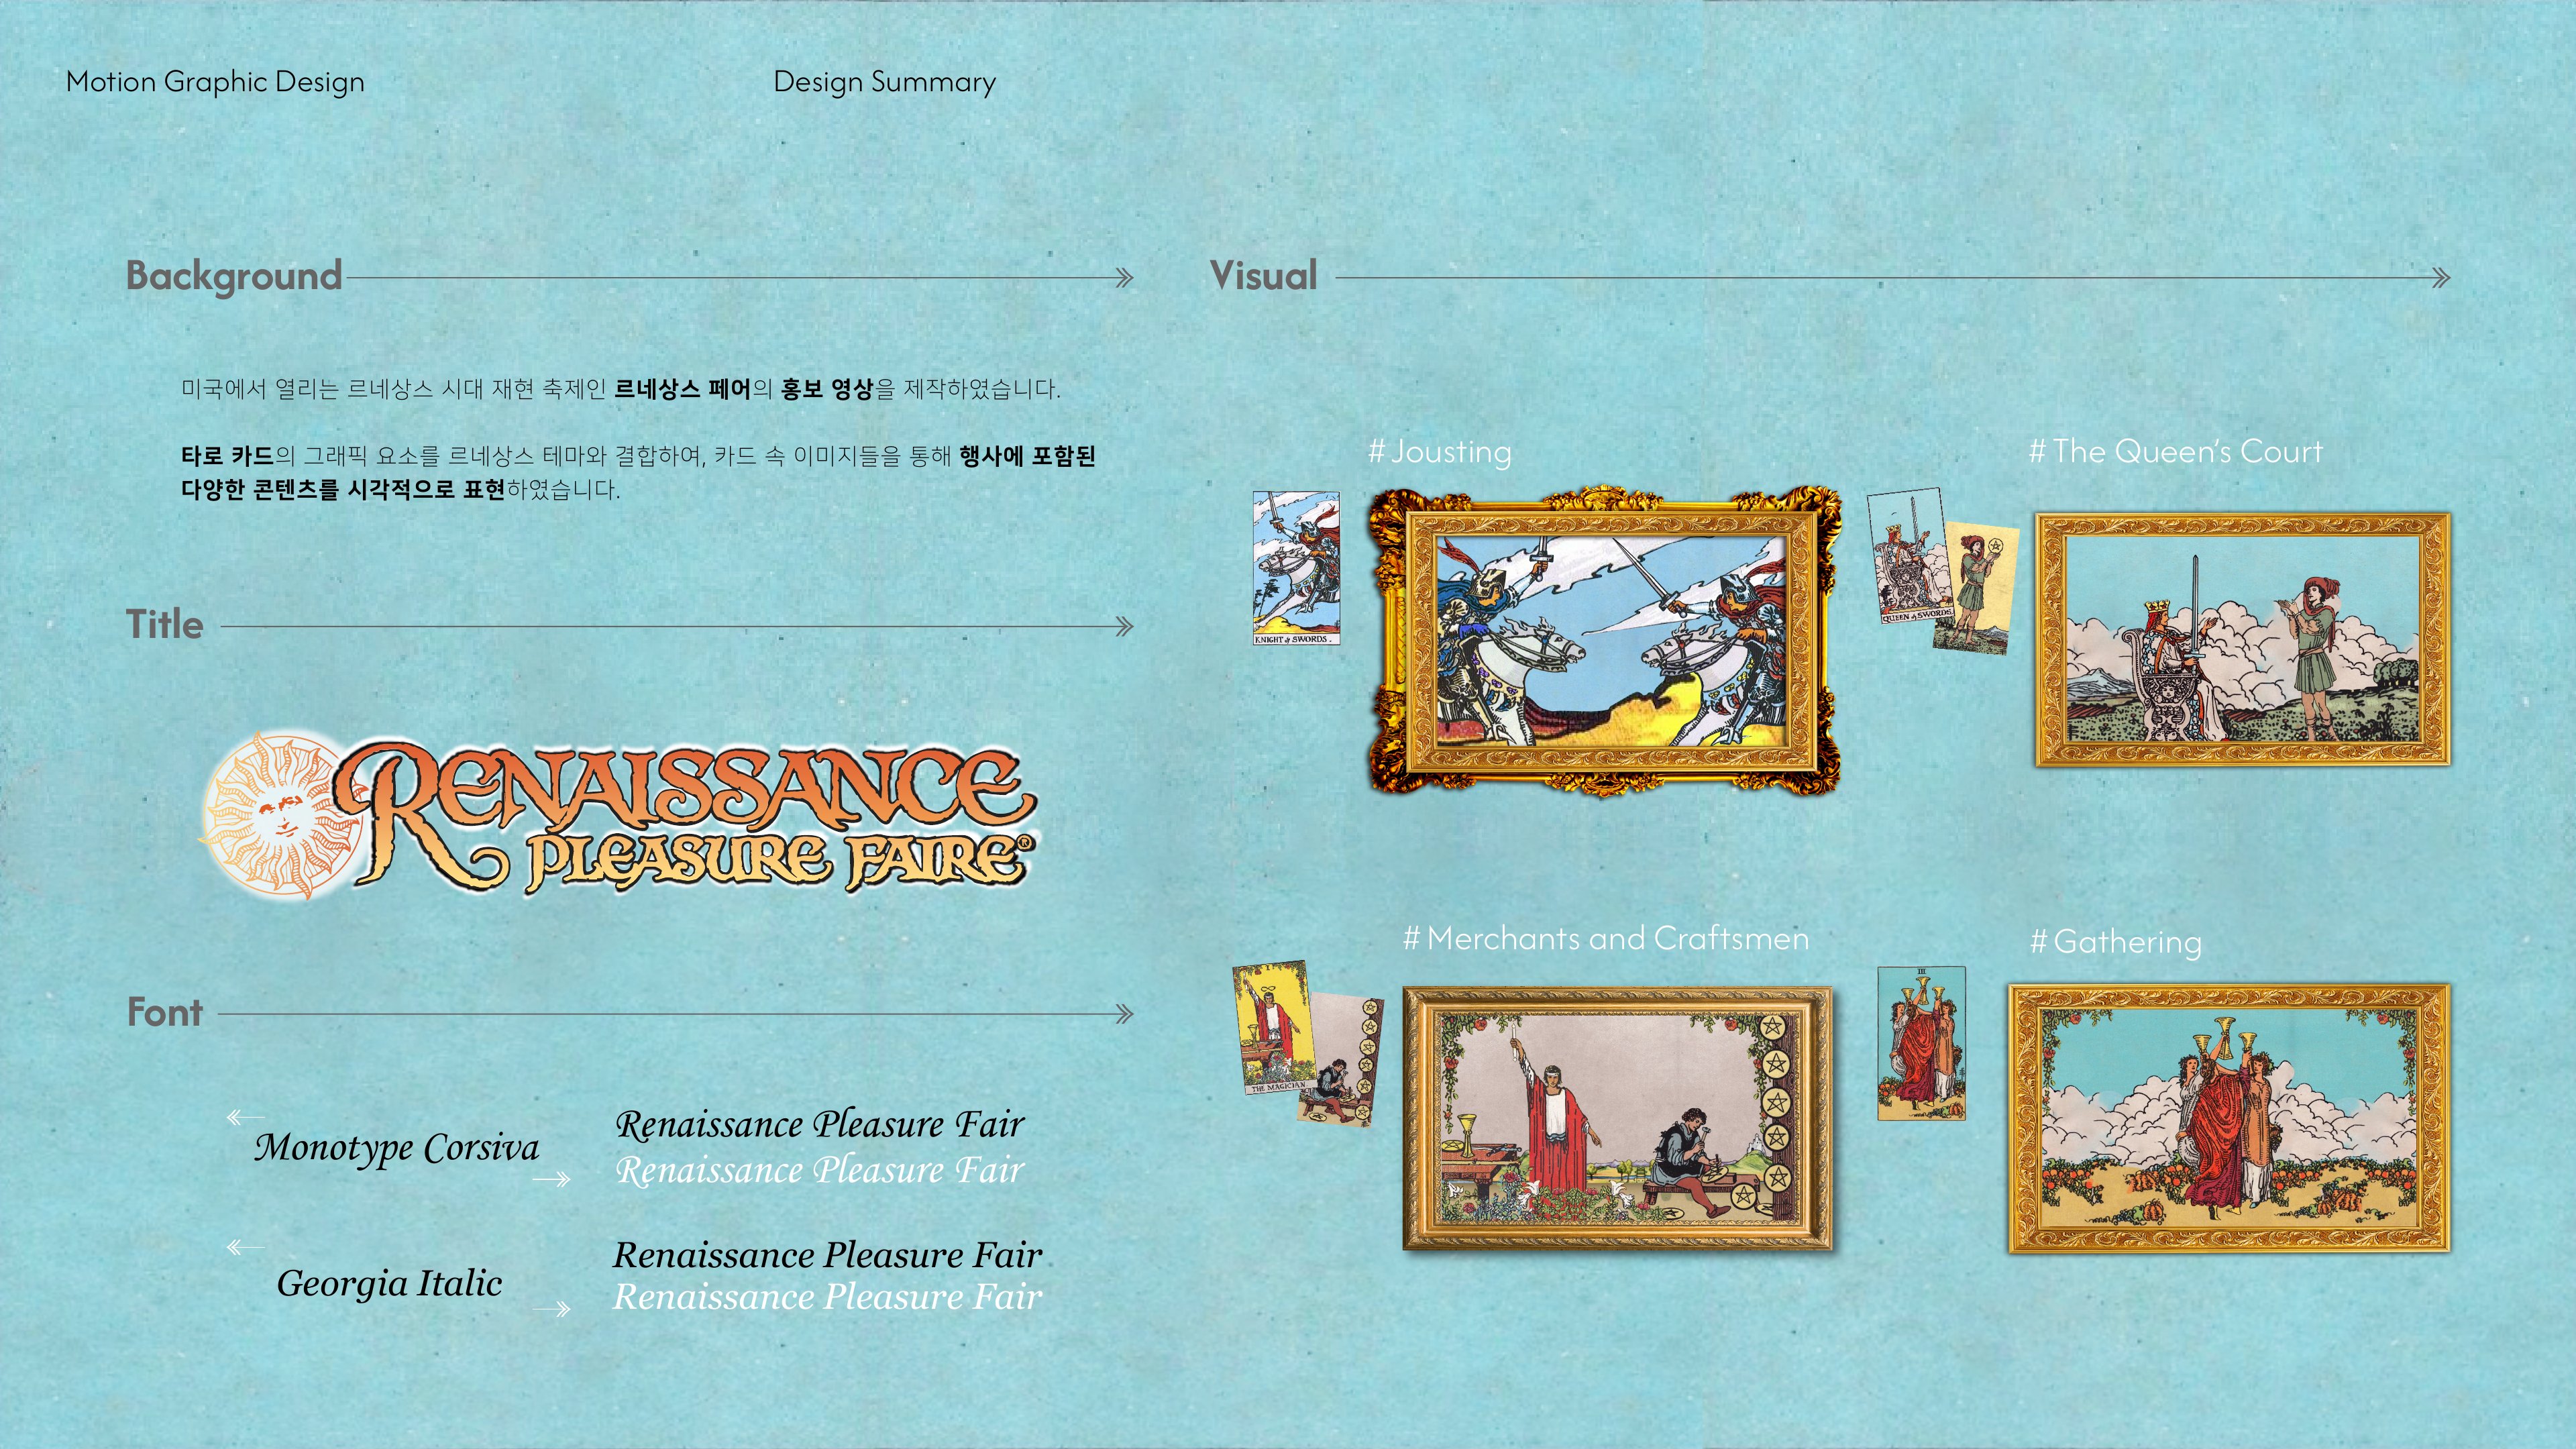 Motion Graphic Design
Design Summary
Background
미국에서 열리는 르네상스 시대 재현 축제인 르네상스 페어의 홍보 영상을 제작하였습니다.
타로 카드의 그래픽 요소를 르네상스 테마와 결합하여, 카드 속 이미지들을 통해 행사에 포함된
다양한 콘텐츠를 시각적으로 표현하였습니다.
Title
RENAISSANCE
PLEASURE FAIRE®
Font
Monotype Corsiva
Renaissance Pleasure Fair
Renaissance Pleasure Fair
Georgia Italic
Renaissance Pleasure Fair
Renaissance Pleasure Fair
Visual
# Jousting
KNIGHT of SWORDS.
# The Queen's Court
QUEEN of SWORDS.
# Merchants and Craftsmen
THE MAGICIAN.
# Gathering
III